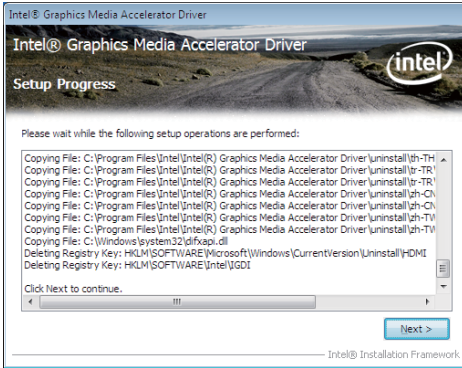 Intel® Graphics Media Accelerator Driver
Intel® Graphics Media Accelerator Driver
intel
Setup Progress
Please wait while the following setup operations are performed:
Copying File: C:\Program Files\Intel\Intel(R) Graphics Media Accelerator Driver\uninstall\th-TH
Copying File: C:\Program Files\Intel\Intel(R) Graphics Media Accelerator Driver\uninstall\tr-TR\
Copying File: C:\Program Files\Intel\Intel(R) Graphics Media Accelerator Driver\uninstall\tr-TR\
Copying File: C:\Program Files\Intel\Intel(R) Graphics Media Accelerator Driver\uninstall\zh-CN
Copying File: C:\Program Files\Intel\Intel(R) Graphics Media Accelerator Driver\uninstall\zh-CN
Copying File: C:\Program Files\Intel\Intel(R) Graphics Media Accelerator Driver\uninstall\zh-TW
Copying File: C:\Program Files\Intel\Intel(R) Graphics Media Accelerator Driver\uninstall\zh-TW
Copying File: C:\Windows\system32\difxapi.dll
Deleting Registry Key: HKLM\SOFTWARE\Microsoft\Windows\CurrentVersion\Uninstall\HDMI
Deleting Registry Key: HKLM\SOFTWARE\Intel\IGDI
Click Next to continue.
Next >
Intel® Installation Framework